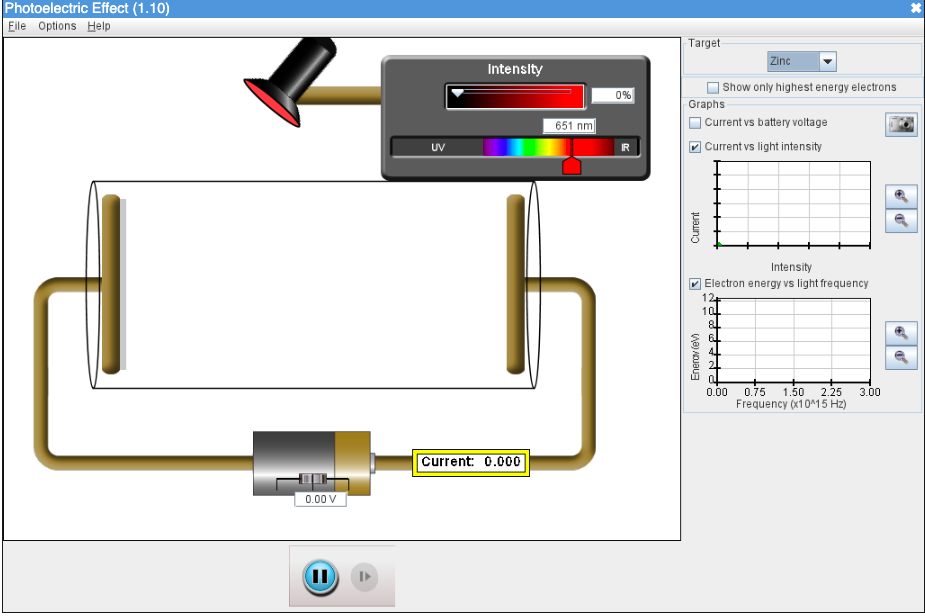 Photoelectric Effect (1.10)
File Options Help
Intensity
0%
651 nm
UV
IR
Current: 0.000
0.00 V
Target
Zinc
Show only highest energy electrons
Graphs
Current vs battery voltage
Current vs light intensity
Current
Intensity
Electron energy vs light frequency
12
10
8
6
4
2
0
Energy (eV)
0.00 0.75 1.50 2.25 3.00
Frequency (x10^15 Hz)